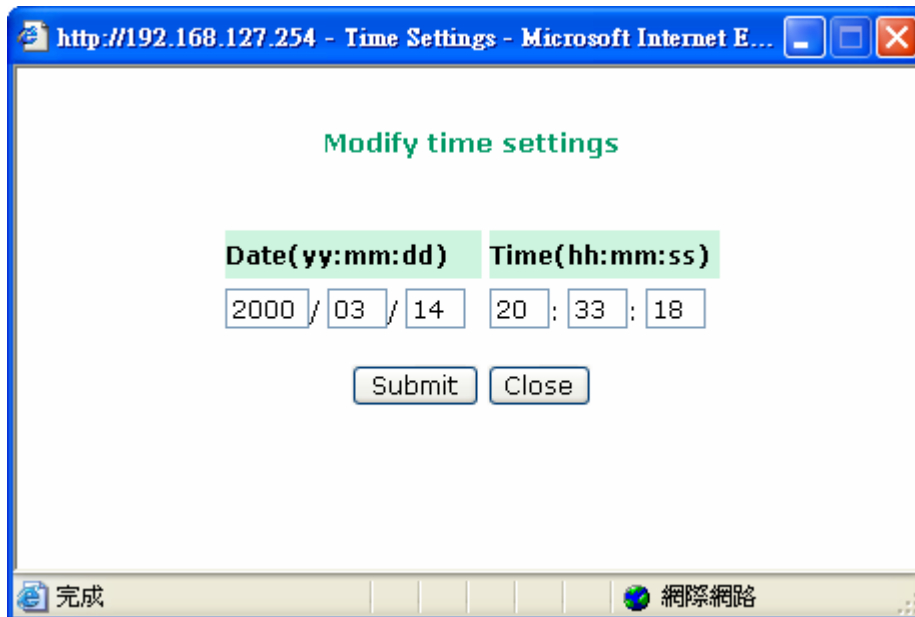 http://192.168.127.254 - Time Settings - Microsoft Internet E...
Modify time settings
Date(yy:mm:dd) Time(hh:mm:ss)
2000 / 03 / 14 20 : 33 : 18
Submit Close
完成 網際網路